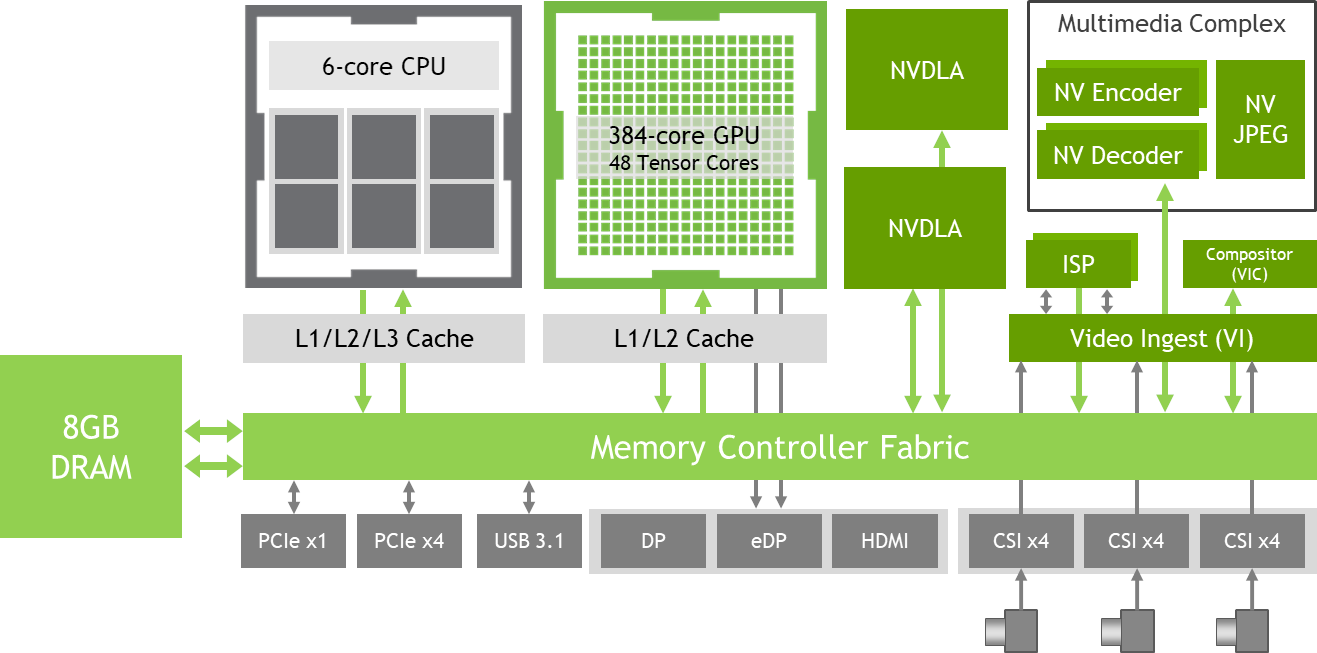 Multimedia Complex
6-core CPU
384-core GPU
48 Tensor Cores
NVDLA
NVDLA
NV Encoder
NV Decoder
NV
JPEG
ISP
Compositor
(VIC)
L1/L2/L3 Cache
L1/L2 Cache
Video Ingest (VI)
8GB
DRAM
Memory Controller Fabric
PCIe x1
PCIe x4
USB 3.1
DP
eDP
HDMI
CSI x4
CSI x4
CSI x4